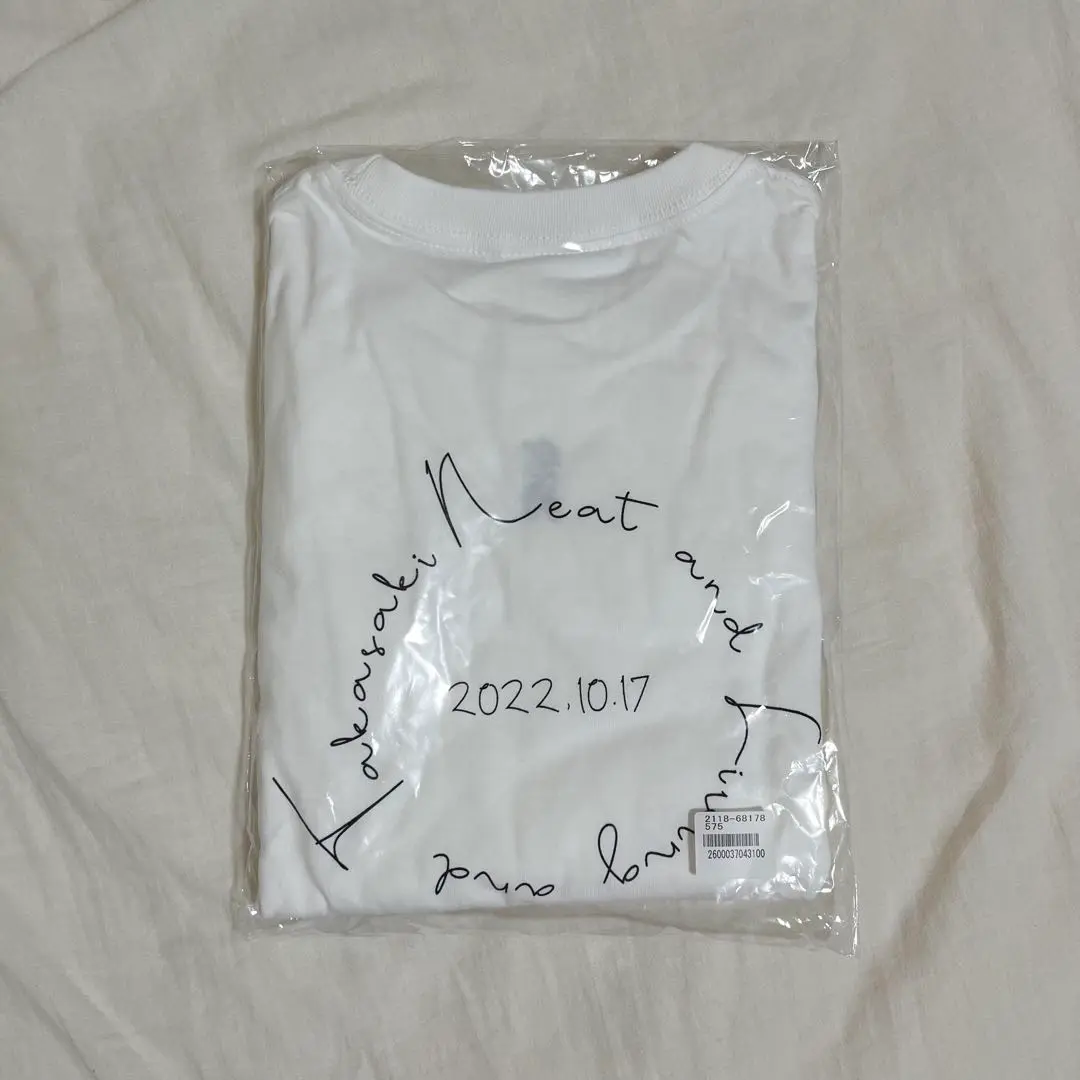 Takasaki Neat and
and
2022.10.17
2118-68178
575
2600037043100